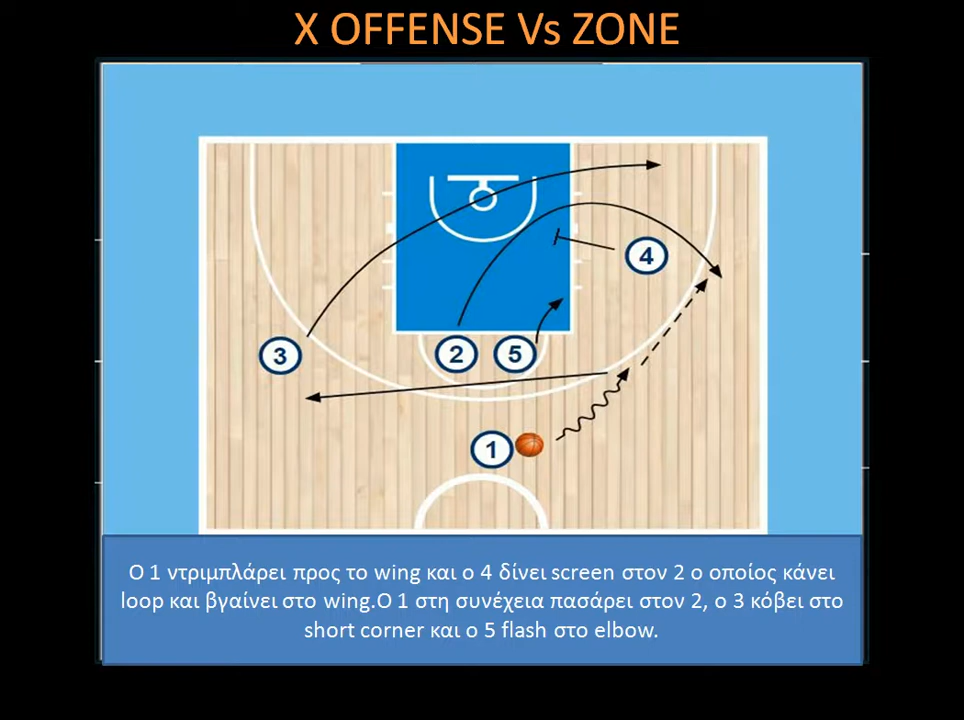 X OFFENSE Vs ZONE
4
3
2
5
1
Ο 1 ντριμπλάρει προς το wing και ο 4 δίνει screen στον 2 ο οποίος κάνει
loop και βγαίνει στο wing.Ο 1 στη συνέχεια πασάρει στον 2, ο 3 κόβει στο
short corner και ο 5 flash στο elbow.